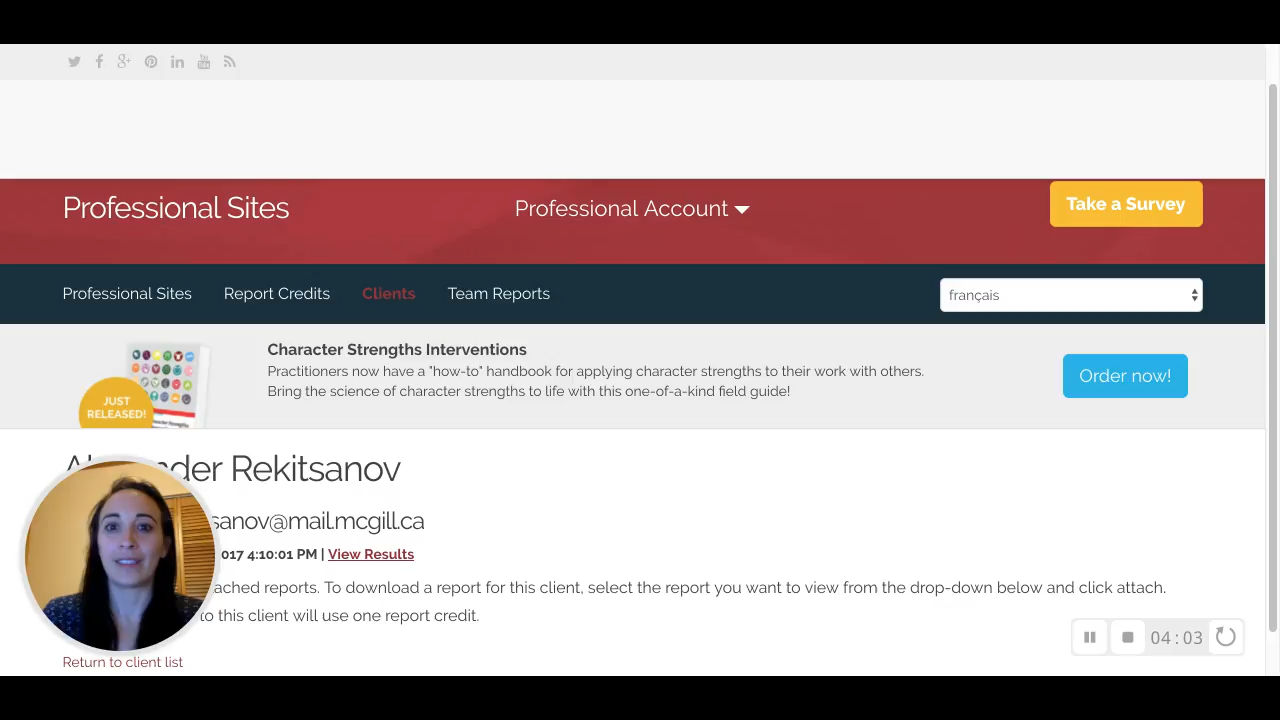 Professional Sites
Professional Account
Take a Survey
Professional Sites Report Credits Clients Team Reports
français
Character Strengths Interventions
Practitioners now have a "how-to" handbook for applying character strengths to their work with others.
Bring the science of character strengths to life with this one-of-a-kind field guide!
JUST
RELEASED!
Order now!
Rekitsanov
sanov@mail.mcgill.ca
017 4:10:01 PM | View Results
ached reports. To download a report for this client, select the report you want to view from the drop-down below and click attach.
to this client will use one report credit.
04:03
Return to client list